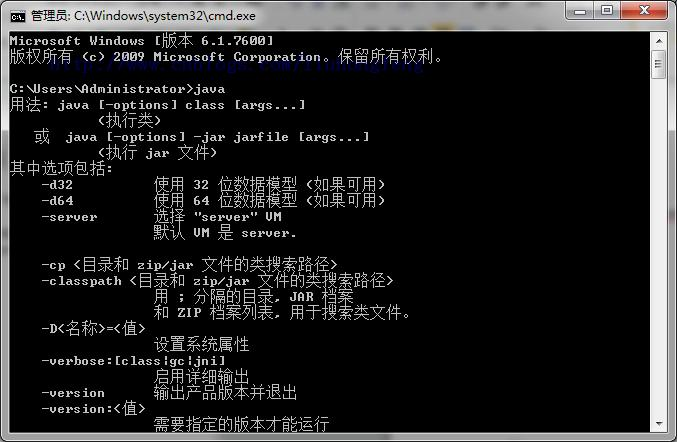 管理员: C:\Windows\system32\cmd.exe
Microsoft Windows [版本 6.1.7600]
版权所有 (c) 2009 Microsoft Corporation。保留所有权利。
C:\Users\Administrator>java
用法: java [-options] class [args...]
(执行类)
或 java [-options] -jar jarfile [args...]
(执行 jar 文件)
其中选项包括:
-d32 使用 32 位数据模型 (如果可用)
-d64 使用 64 位数据模型 (如果可用)
-server 选择 "server" VM
默认 VM 是 server.
-cp <目录和 zip/jar 文件的类搜索路径>
-classpath <目录和 zip/jar 文件的类搜索路径>
用 ; 分隔的目录, JAR 档案
和 ZIP 档案列表, 用于搜索类文件。
-D<名称>=<值>
设置系统属性
-verbose:[class|gc|jni]
启用详细输出
-version 输出产品版本并退出
-version:<值>
需要指定的版本才能运行